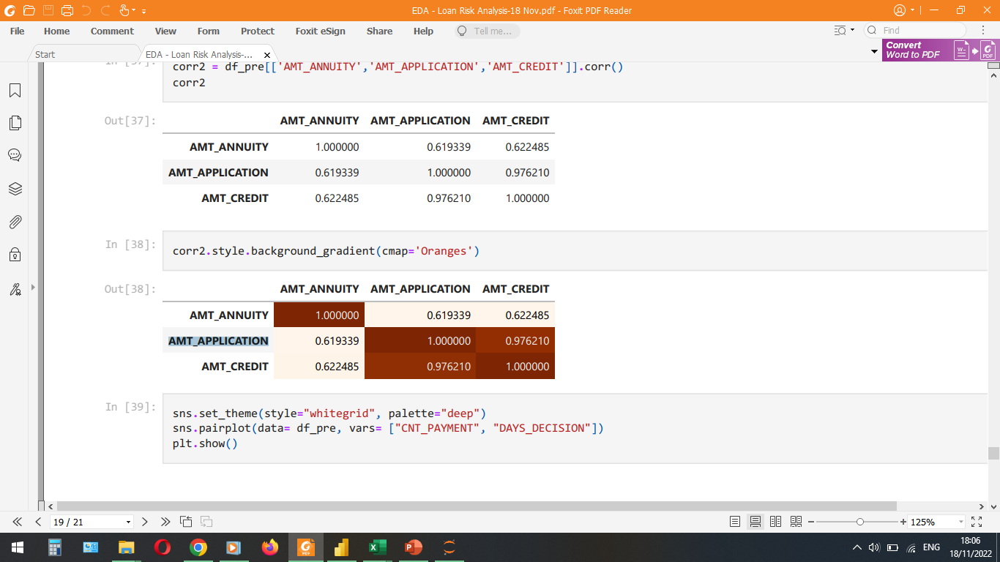 EDA - Loan Risk Analysis-18 Nov.pdf - Foxit PDF Reader
File Home Comment View Form Protect Foxit eSign Share Help Tell me... Find
Start EDA - Loan Risk Analysis-... Convert Word to PDF
In [37]: corr2 = df_pre[['AMT_ANNUITY','AMT_APPLICATION','AMT_CREDIT']].corr()
corr2
Out[37]: AMT_ANNUITY AMT_APPLICATION AMT_CREDIT
AMT_ANNUITY 1.000000 0.619339 0.622485
AMT_APPLICATION 0.619339 1.000000 0.976210
AMT_CREDIT 0.622485 0.976210 1.000000
In [38]: corr2.style.background_gradient(cmap='Oranges')
Out[38]: AMT_ANNUITY AMT_APPLICATION AMT_CREDIT
AMT_ANNUITY 1.000000 0.619339 0.622485
AMT_APPLICATION 0.619339 1.000000 0.976210
AMT_CREDIT 0.622485 0.976210 1.000000
In [39]: sns.set_theme(style="whitegrid", palette="deep")
sns.pairplot(data= df_pre, vars= ["CNT_PAYMENT", "DAYS_DECISION"])
plt.show()
19 / 21 125%
PDF ENG 18:06
18/11/2022